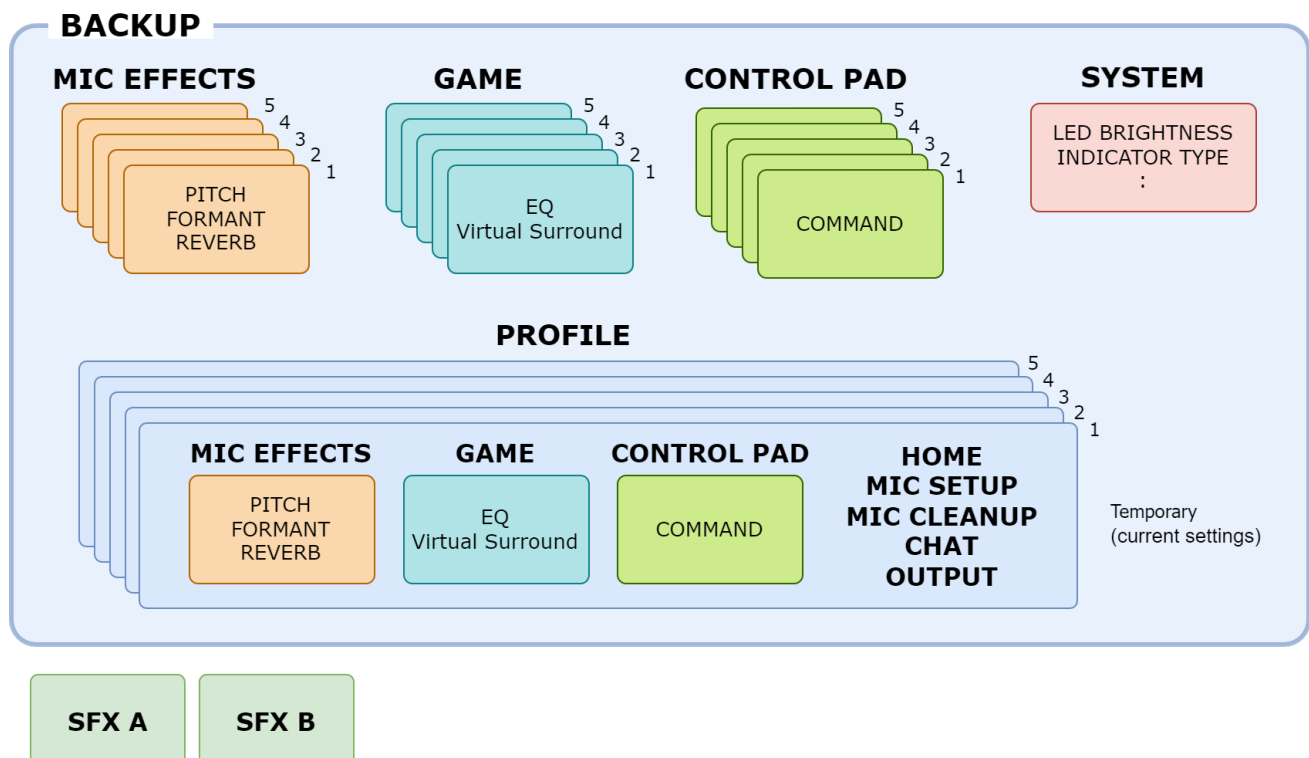 BACKUP
MIC EFFECTS
5
4
3
2
1
PITCH
FORMANT
REVERB
GAME
5
4
3
2
1
EQ
Virtual Surround
CONTROL PAD
5
4
3
2
1
COMMAND
SYSTEM
LED BRIGHTNESS
INDICATOR TYPE
:
PROFILE
5
4
3
2
1
MIC EFFECTS
PITCH
FORMANT
REVERB
GAME
EQ
Virtual Surround
CONTROL PAD
COMMAND
HOME
MIC SETUP
MIC CLEANUP
CHAT
OUTPUT
Temporary
(current settings)
SFX A
SFX B